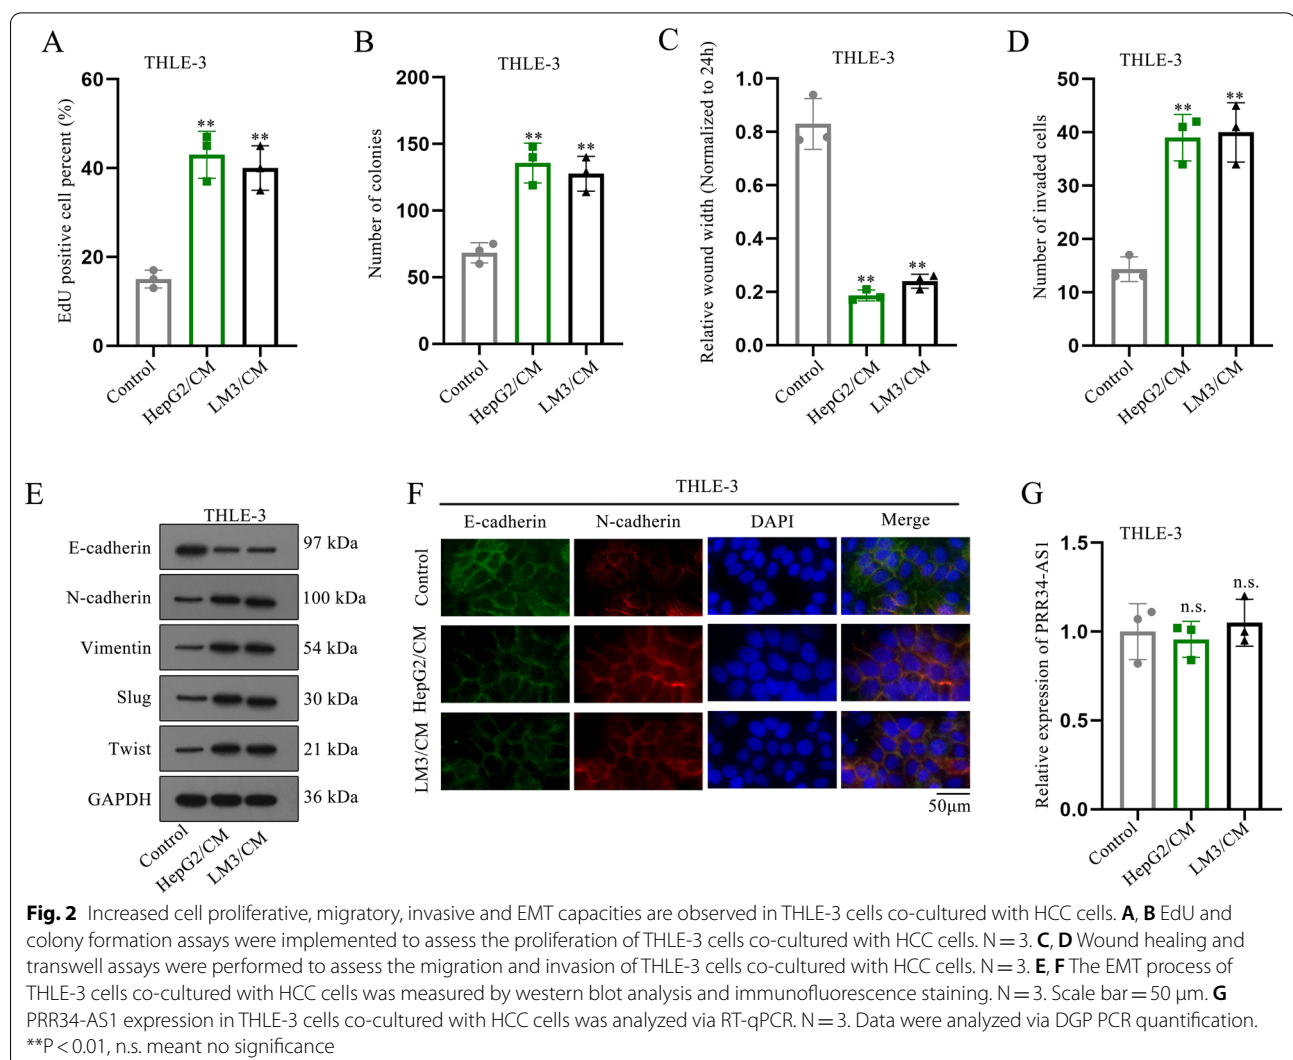 A
THLE-3
EdU positive cell percent (%)
60
40
20
0
**
**
Control
HepG2/CM
LM3/CM
B
THLE-3
Number of colonies
200
150
100
50
0
**
**
Control
HepG2/CM
LM3/CM
C
THLE-3
Relative wound width (Normalized to 24h)
1.0
0.8
0.6
0.4
0.2
0.0
**
**
Control
HepG2/CM
LM3/CM
D
THLE-3
Number of invaded cells
50
40
30
20
10
0
**
**
Control
HepG2/CM
LM3/CM
E
THLE-3
E-cadherin 97 kDa
N-cadherin 100 kDa
Vimentin 54 kDa
Slug 30 kDa
Twist 21 kDa
GAPDH 36 kDa
Control
HepG2/CM
LM3/CM
F
THLE-3
E-cadherin N-cadherin DAPI Merge
Control
HepG2/CM
LM3/CM
50μm
G
THLE-3
Relative expression of PRR34-AS1
1.5
1.0
0.5
0.0
n.s.
n.s.
Control
HepG2/CM
LM3/CM
Fig. 2 Increased cell proliferative, migratory, invasive and EMT capacities are observed in THLE-3 cells co-cultured with HCC cells. A, B EdU and
colony formation assays were implemented to assess the proliferation of THLE-3 cells co-cultured with HCC cells. N = 3. C, D Wound healing and
transwell assays were performed to assess the migration and invasion of THLE-3 cells co-cultured with HCC cells. N = 3. E, F The EMT process of
THLE-3 cells co-cultured with HCC cells was measured by western blot analysis and immunofluorescence staining. N = 3. Scale bar = 50 μm. G
PRR34-AS1 expression in THLE-3 cells co-cultured with HCC cells was analyzed via RT-qPCR. N = 3. Data were analyzed via DGP PCR quantification.
**P < 0.01, n.s. meant no significance